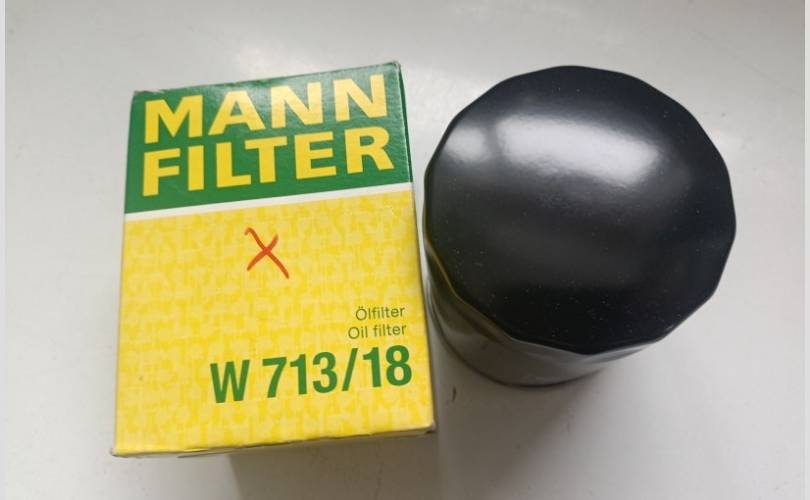 MANN
FILTER
Ölfilter
Oil filter
W 713/18